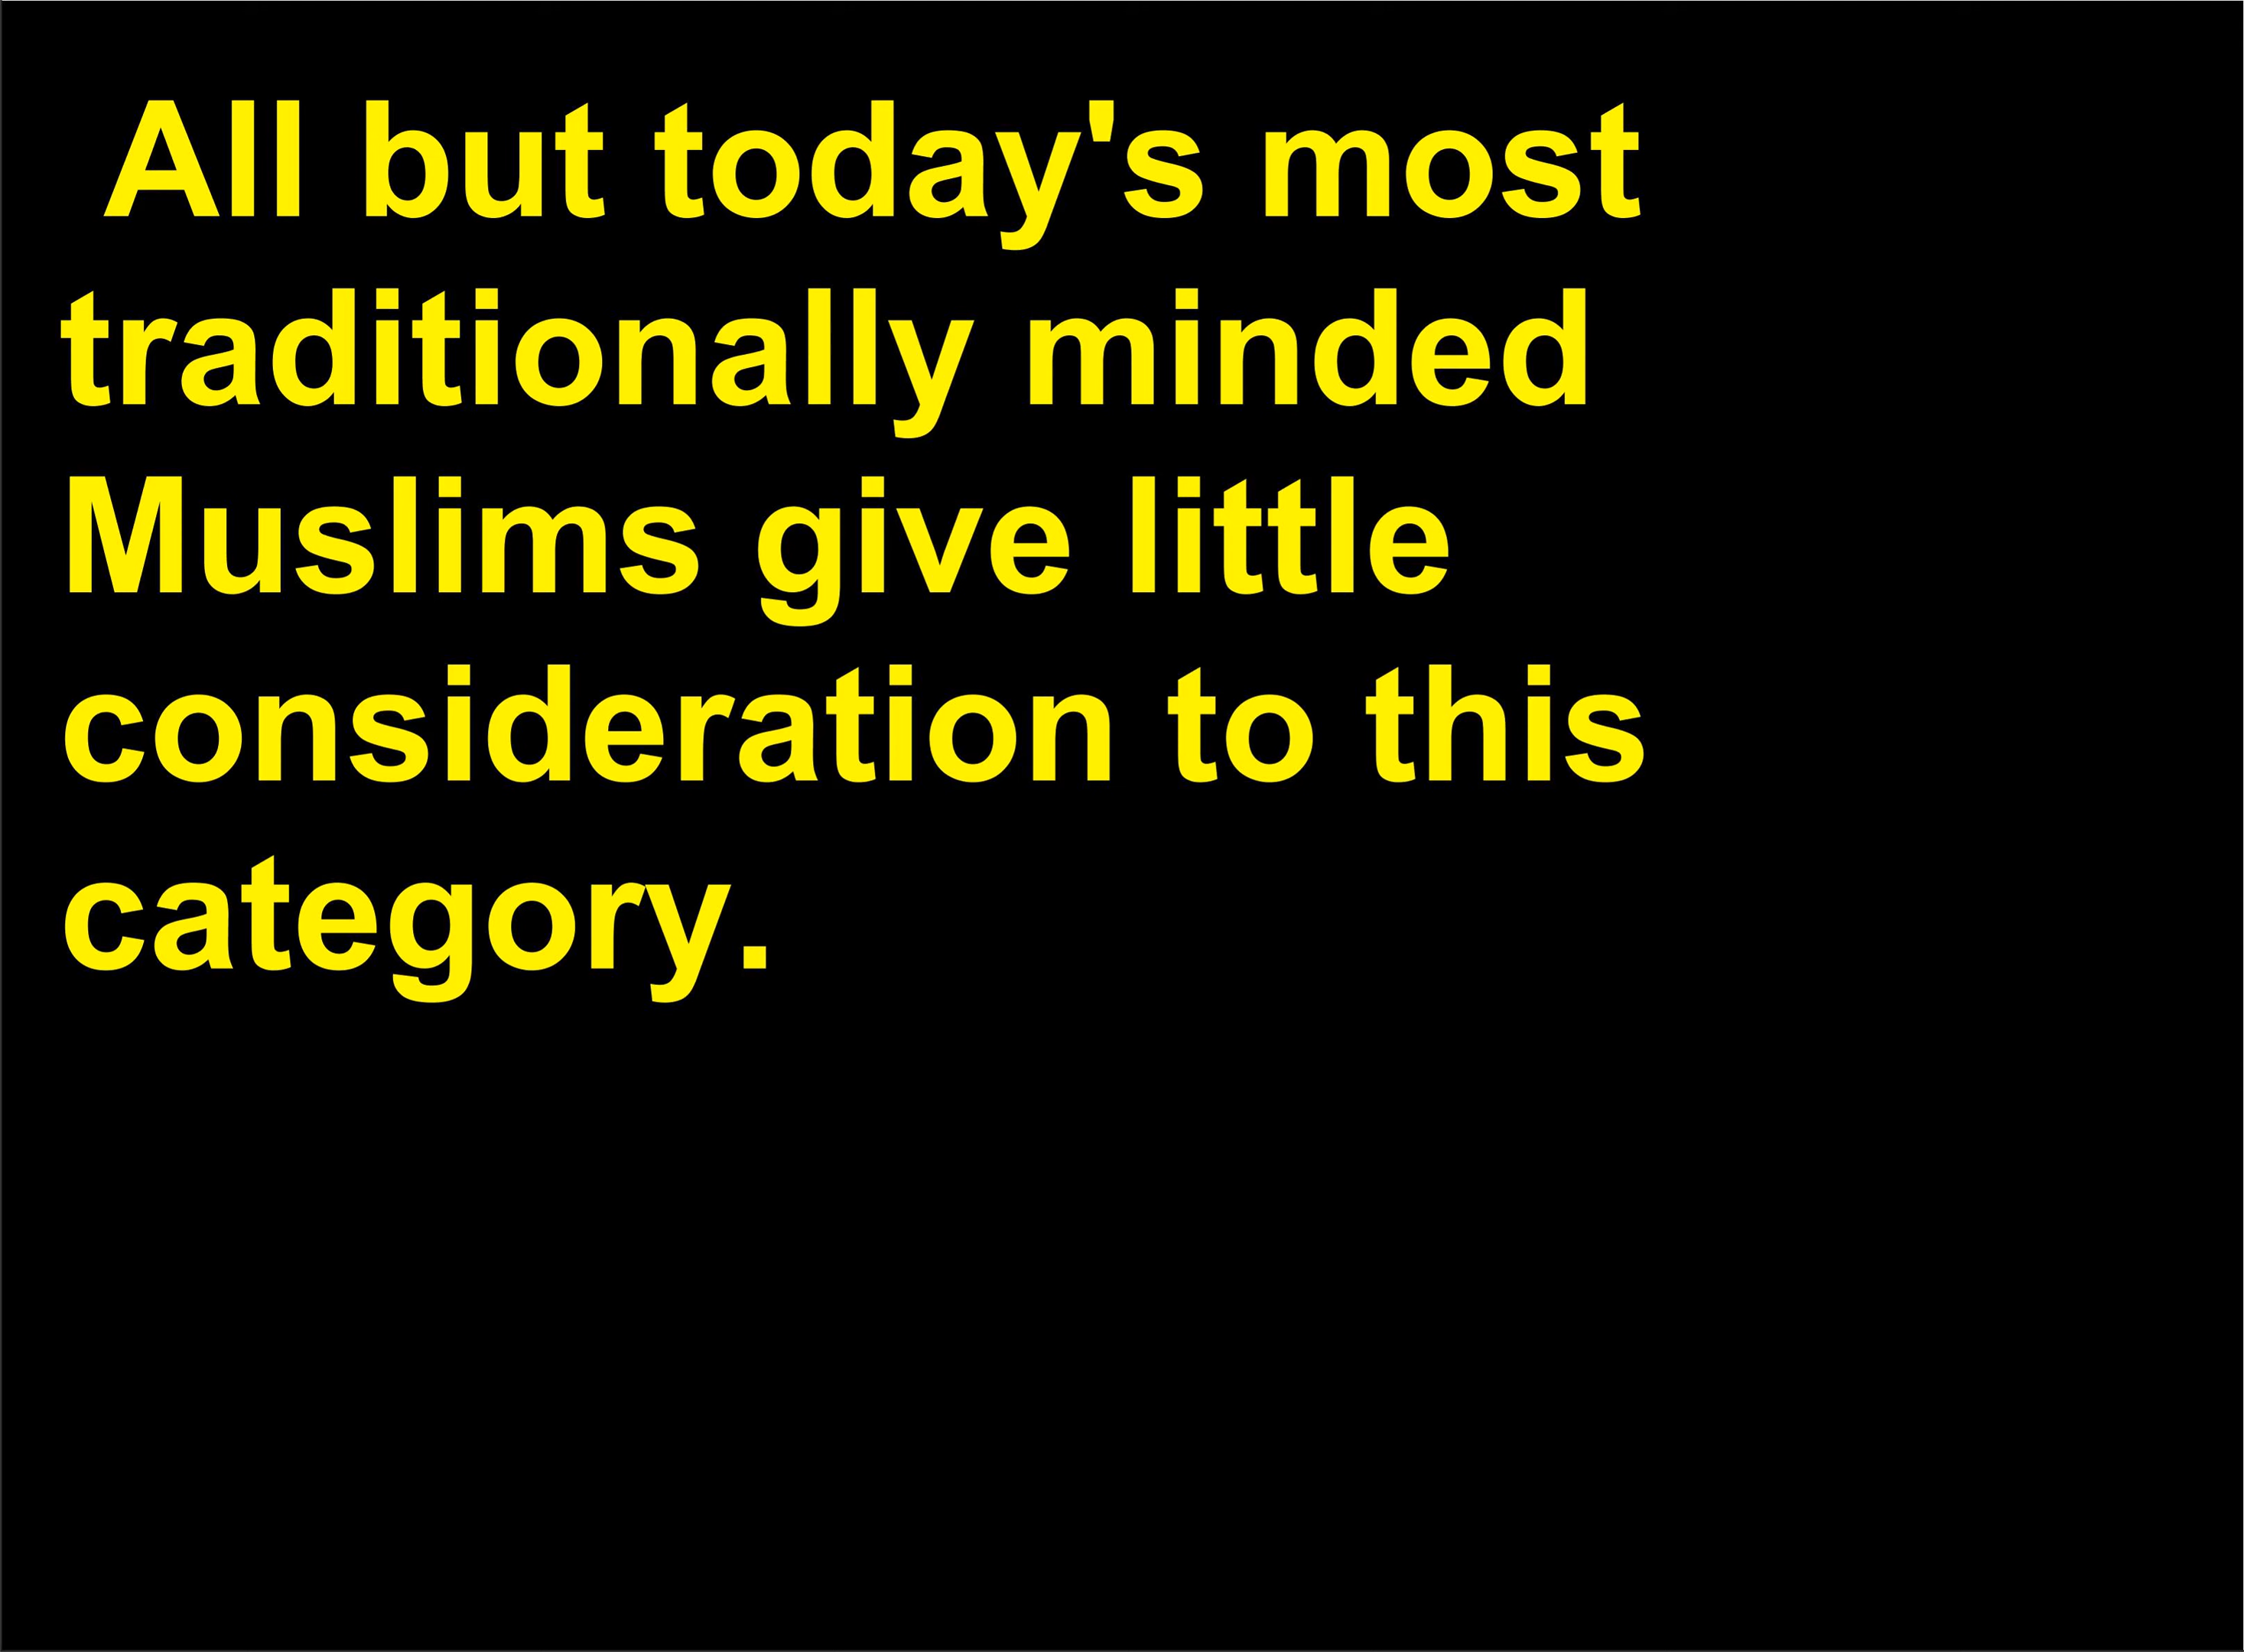 All but today's most
traditionally minded
Muslims give little
consideration to this
category.